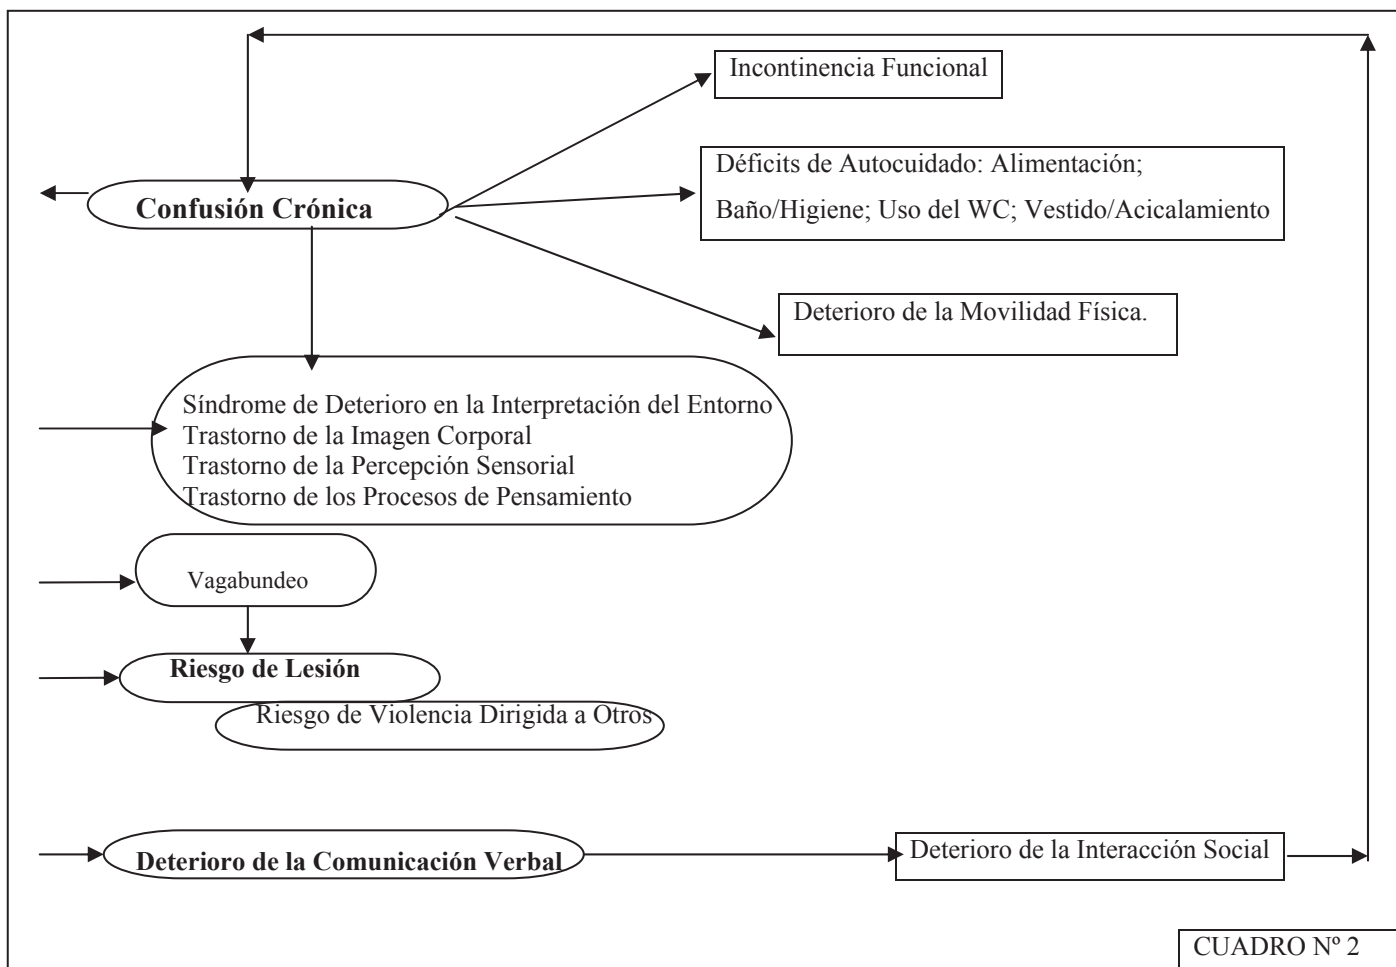 Incontinencia Funcional
Déficits de Autocuidado: Alimentación;
Baño/Higiene; Uso del WC; Vestido/Acicalamiento
Confusión Crónica
Deterioro de la Movilidad Física.
Síndrome de Deterioro en la Interpretación del Entorno
Trastorno de la Imagen Corporal
Trastorno de la Percepción Sensorial
Trastorno de los Procesos de Pensamiento
Vagabundeo
Riesgo de Lesión
Riesgo de Violencia Dirigida a Otros
Deterioro de la Comunicación Verbal
Deterioro de la Interacción Social
CUADRO Nº 2